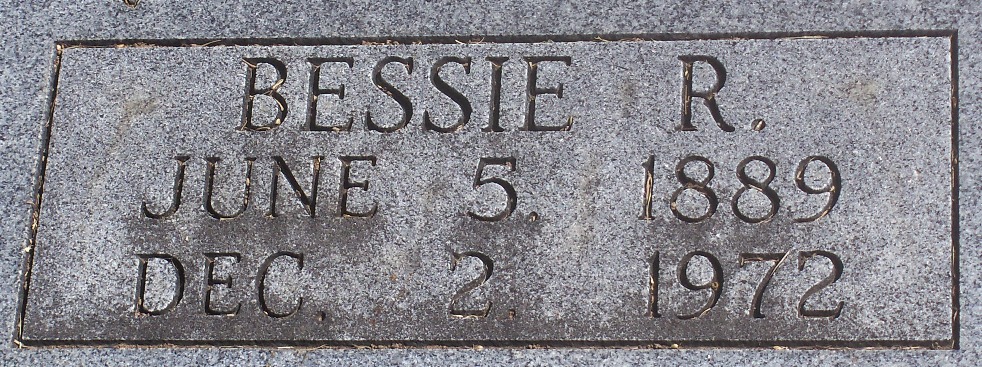 BESSIE R.
JUNE 5, 1889
DEC. 2, 1972